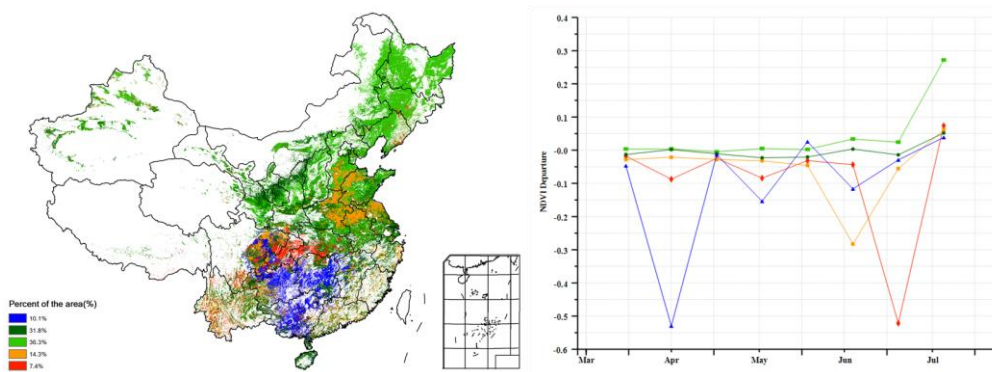 Percent of the area(%)
10.1%
31.8%
36.3%
14.3%
7.4%
NDVI Departure
0.4
0.3
0.2
0.1
-0.0
-0.1
-0.2
-0.3
-0.4
-0.5
-0.6
Mar
Apr
May
Jun
Jul